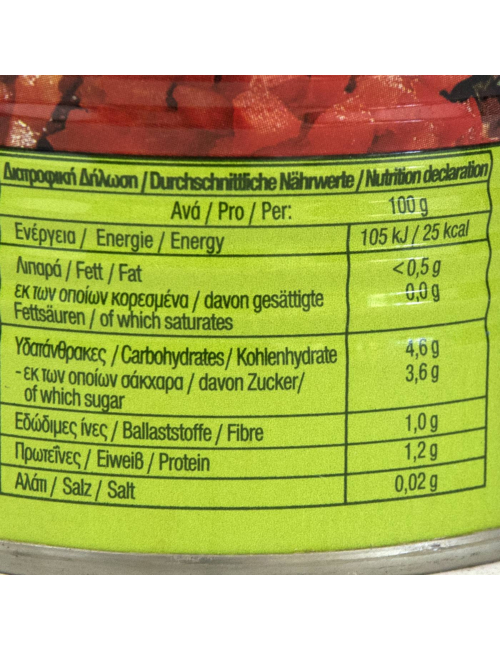 Διατροφική Δήλωση / Durchschnittliche Nährwerte / Nutrition declaration
Ανά / Pro / Per: 100 g
Ενέργεια / Energie / Energy 105 kJ / 25 kcal
Λιπαρά / Fett / Fat <0,5 g
εκ των οποίων κορεσμένα / davon gesättigte 0,0 g
Fettsäuren / of which saturates
Υδατάνθρακες / Carbohydrates / Kohlenhydrate 4,6 g
- εκ των οποίων σάκχαρα / davon Zucker/ 3,6 g
of which sugar
Εδώδιμες ίνες / Ballaststoffe / Fibre 1,0 g
Πρωτεΐνες / Eiweiß / Protein 1,2 g
Αλάτι / Salz / Salt 0,02 g